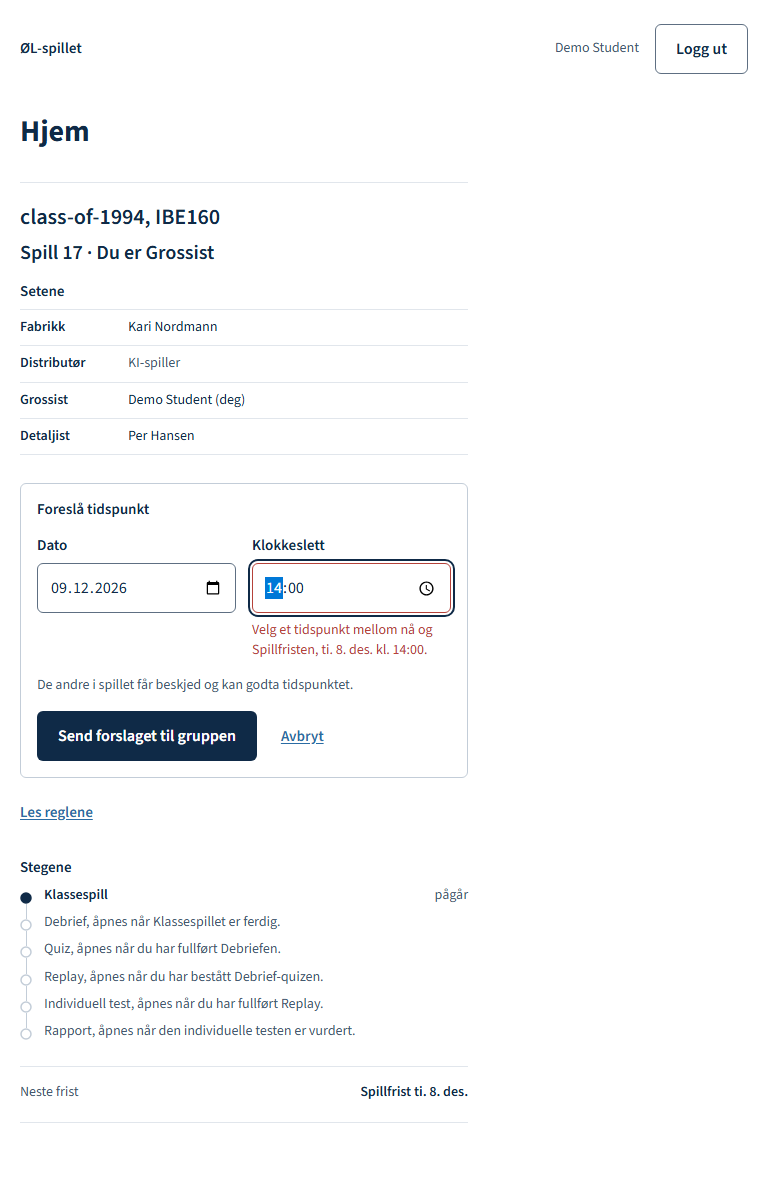 ØL-spillet
Demo Student
Logg ut
Hjem
class-of-1994, IBE160
Spill 17 · Du er Grossist
Setene
Fabrikk Kari Nordmann
Distributør KI-spiller
Grossist Demo Student (deg)
Detaljist Per Hansen
Foreslå tidspunkt
Dato Klokkeslett
09.12.2026 14:00
Velg et tidspunkt mellom nå og
Spillfristen, ti. 8. des. kl. 14:00.
De andre i spillet får beskjed og kan godta tidspunktet.
Send forslaget til gruppen Avbryt
Les reglene
Stegene
Klassespill pågår
Debrief, åpnes når Klassespillet er ferdig.
Quiz, åpnes når du har fullført Debriefen.
Replay, åpnes når du har bestått Debrief-quizen.
Individuell test, åpnes når du har fullført Replay.
Rapport, åpnes når den individuelle testen er vurdert.
Neste frist Spillfrist ti. 8. des.